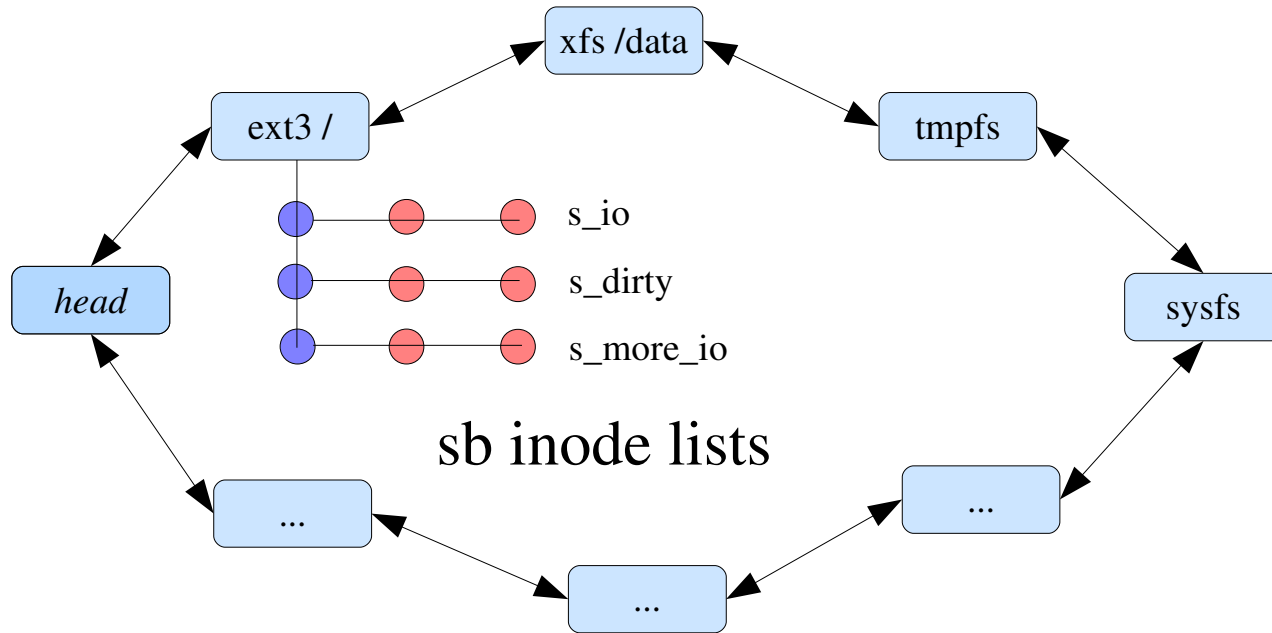 xfs /data
ext3 /
tmpfs
s_io
s_dirty
head
sysfs
s_more_io
sb inode lists
...
...
...